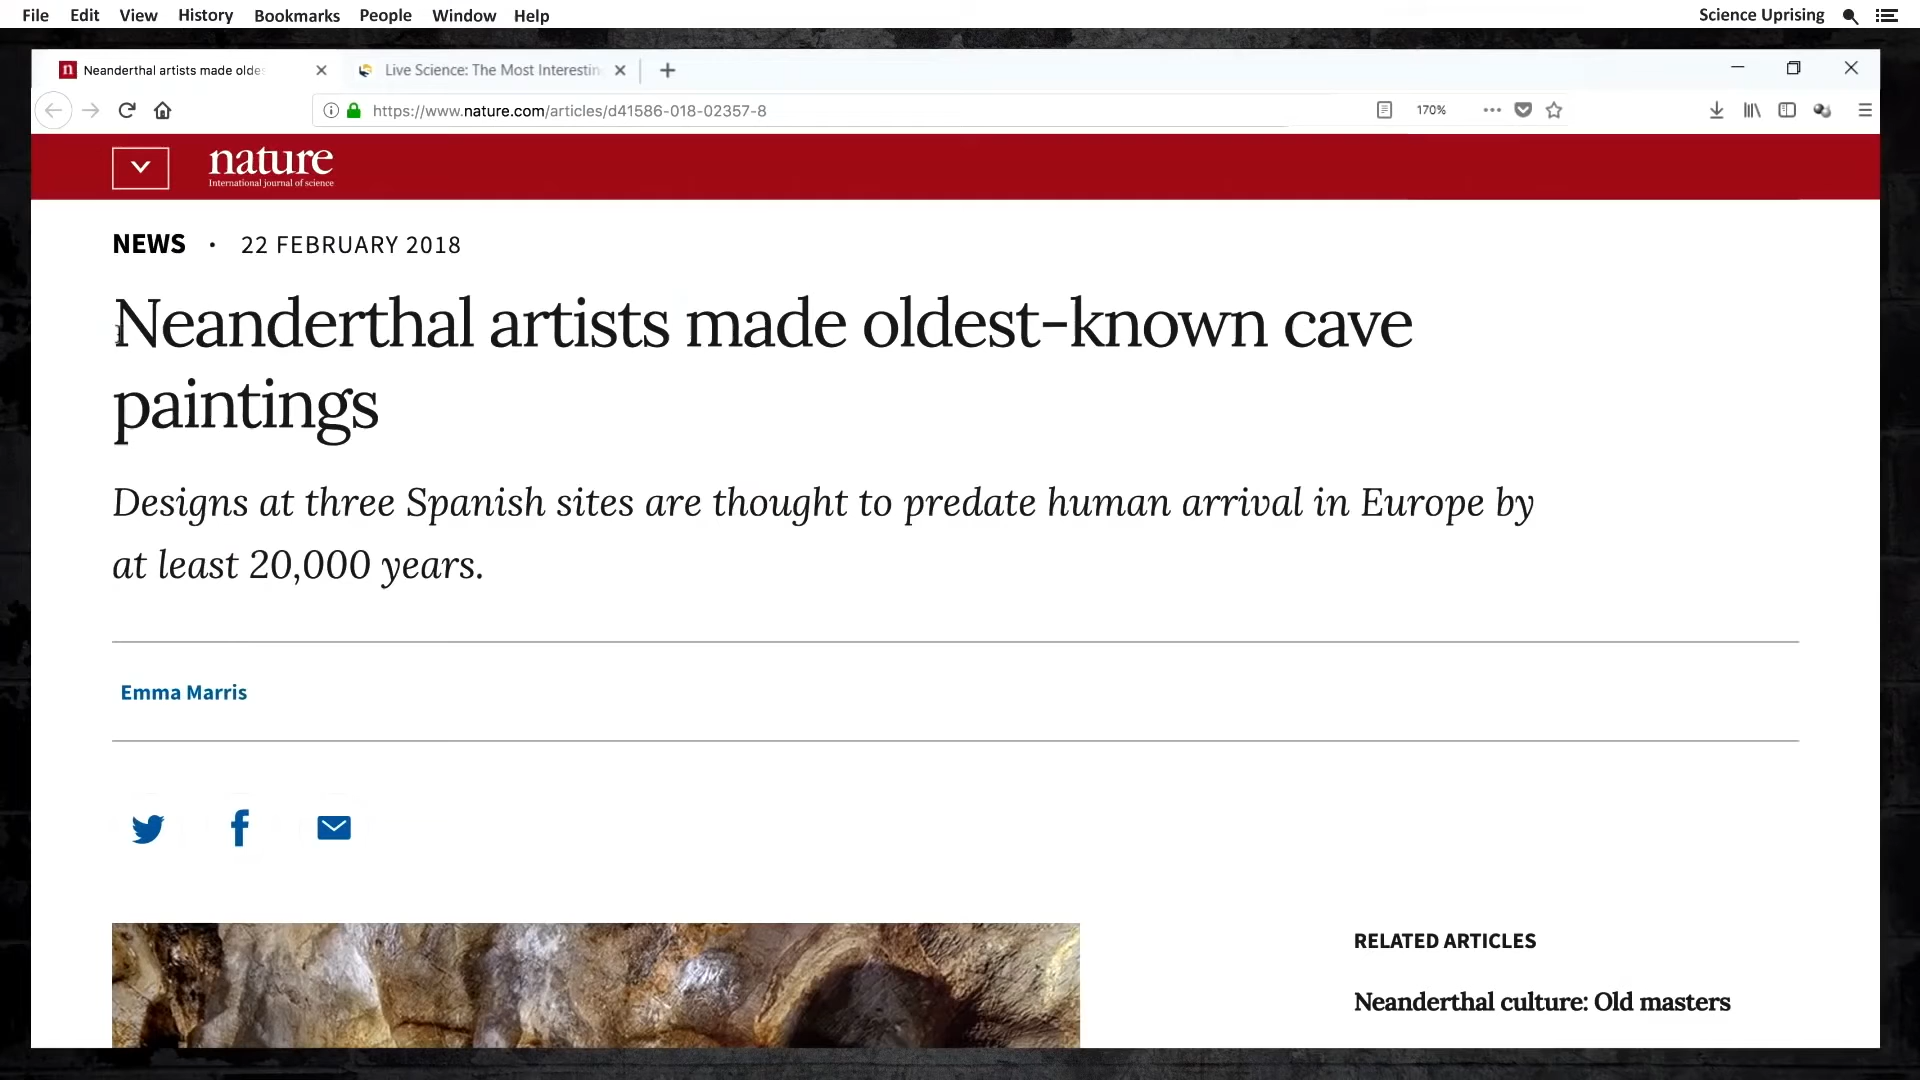 File Edit View History Bookmarks People Window Help Science Uprising
Neanderthal artists made oldes Live Science: The Most Interestin
https://www.nature.com/articles/d41586-018-02357-8 170%
nature
International journal of science
NEWS · 22 FEBRUARY 2018
Neanderthal artists made oldest-known cave
paintings
Designs at three Spanish sites are thought to predate human arrival in Europe by
at least 20,000 years.
Emma Marris
RELATED ARTICLES
Neanderthal culture: Old masters